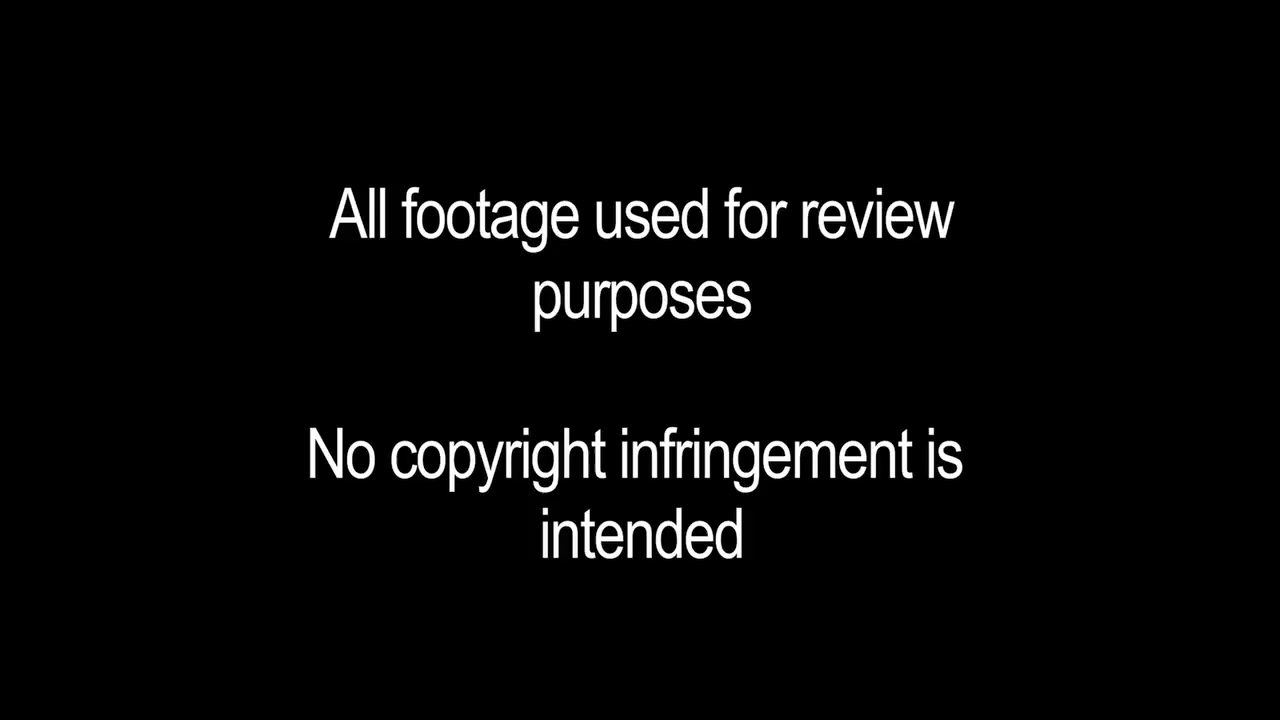 All footage used for review
purposes
No copyright infringement is
intended